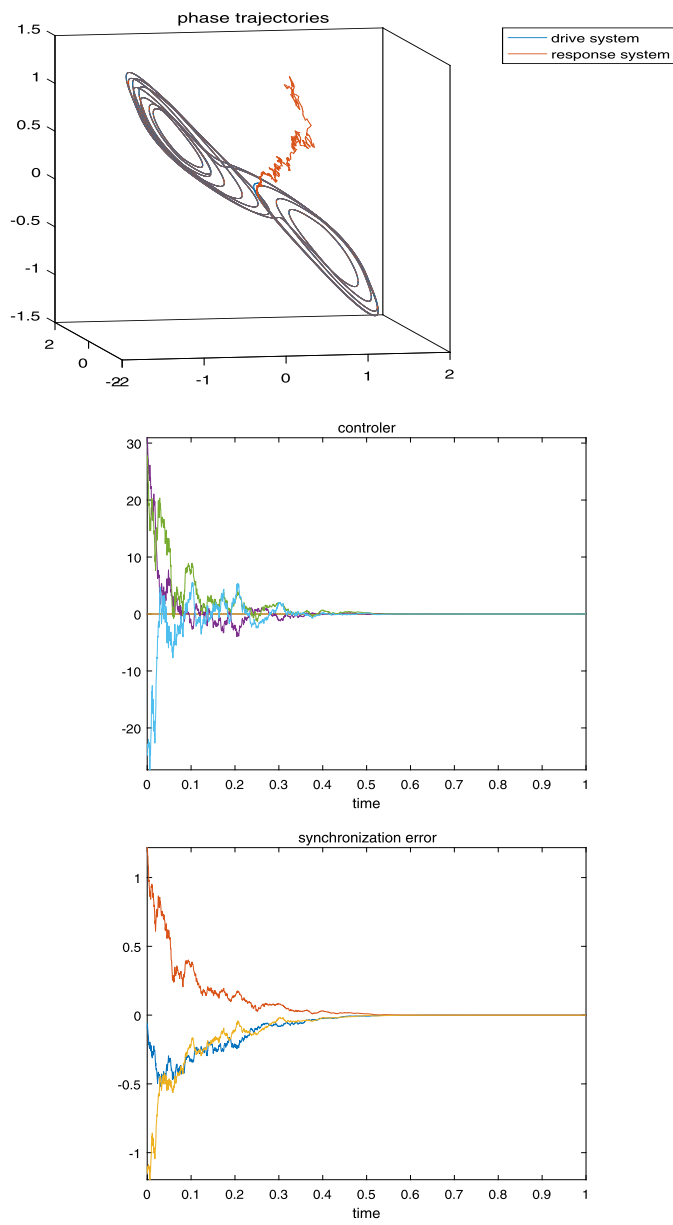 phase trajectories
drive system
response system
1.5
1
0.5
0
-0.5
-1
-1.5
2
0
-22
-1
0
1
2
controler
30
20
10
0
-10
-20
0 0.1 0.2 0.3 0.4 0.5 0.6 0.7 0.8 0.9 1
time
synchronization error
1
0.5
0
-0.5
-1
0 0.1 0.2 0.3 0.4 0.5 0.6 0.7 0.8 0.9 1
time